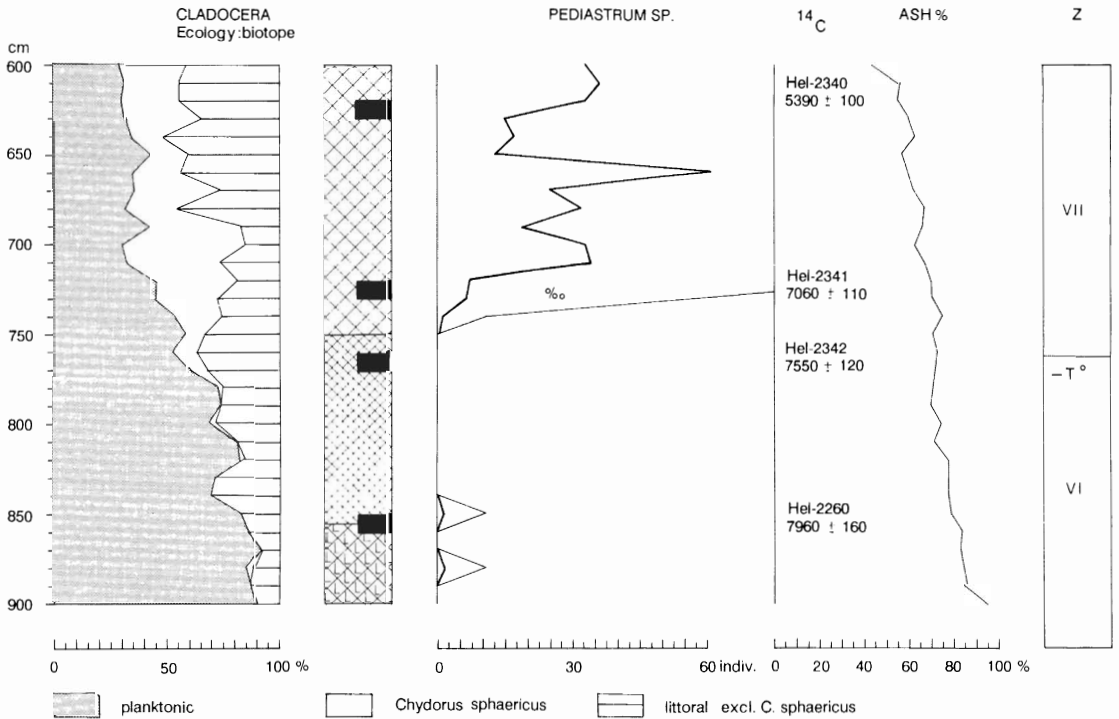 CLADOCERA
Ecology:biotope
PEDIASTRUM SP.
14
C
ASH %
Z
cm
600
650
700
750
800
850
900
‰
Hel-2340
5390 ± 100
Hel-2341
7060 ± 110
Hel-2342
7550 ± 120
Hel-2260
7960 ± 160
VII
–T°
VI
L L L L
L L L L
L L L L
0 50 100 %
0 30 60 indiv.
0 20 40 60 80 100 %
planktonic
Chydorus sphaericus
littoral excl. C. sphaericus